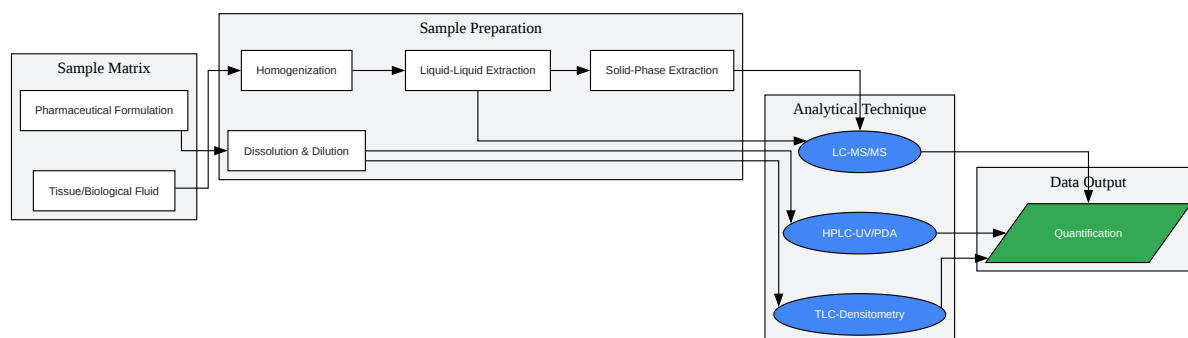 Sample Matrix
Pharmaceutical Formulation
Tissue/Biological Fluid
Sample Preparation
Homogenization
Liquid-Liquid Extraction
Solid-Phase Extraction
Dissolution & Dilution
Analytical Technique
LC-MS/MS
HPLC-UV/PDA
TLC-Densitometry
Data Output
Quantification